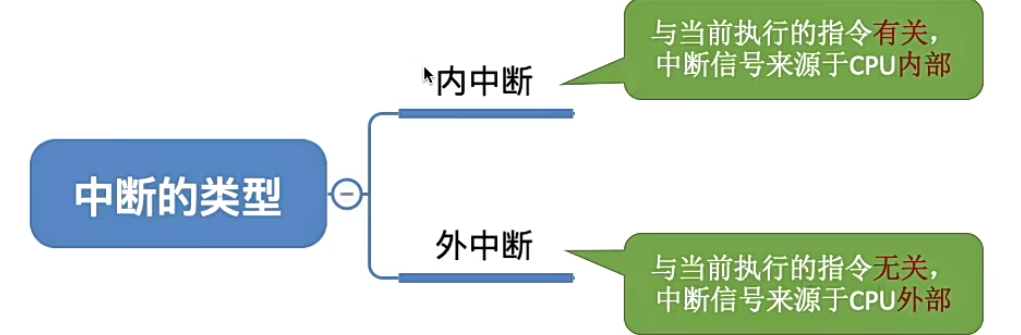 与当前执行的指令有关，
中断信号来源于CPU内部
内中断
中断的类型
外中断
与当前执行的指令无关，
中断信号来源于CPU外部